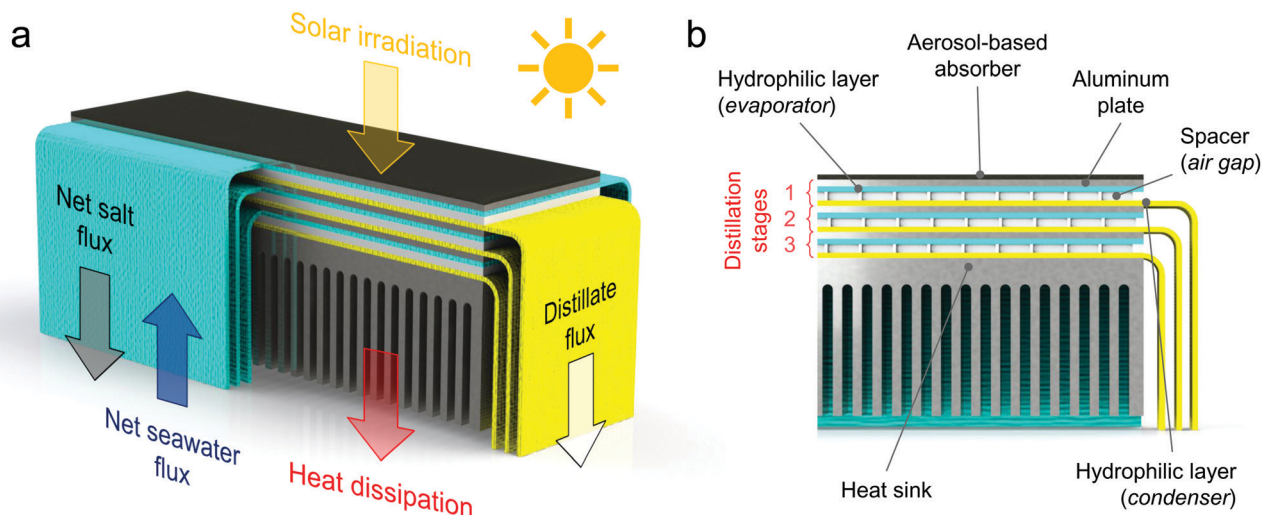 a
Solar irradiation
Net salt
flux
Net seawater
flux
Heat dissipation
Distillate
flux
b
Aerosol-based
absorber
Hydrophilic layer
(evaporator)
Aluminum
plate
Spacer
(air gap)
Distillation
stages
1
2
3
Heat sink
Hydrophilic layer
(condenser)